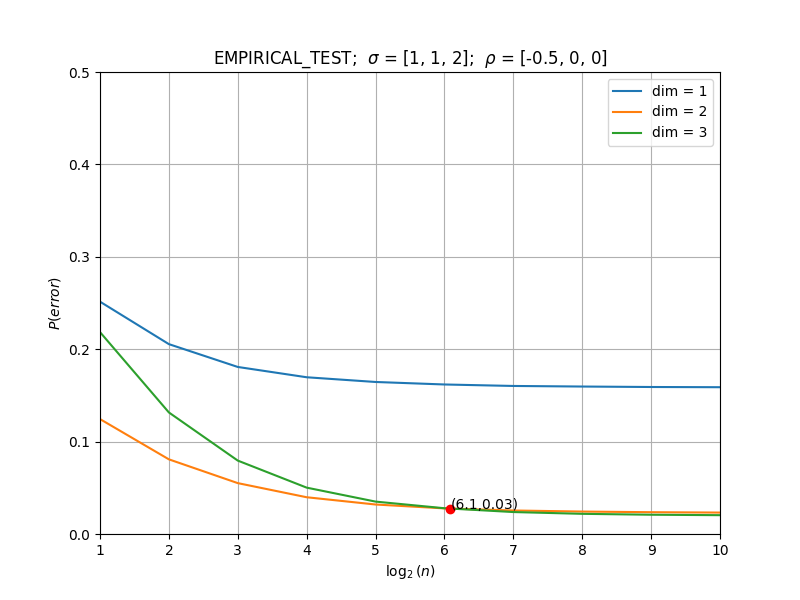 EMPIRICAL_TEST; σ = [1, 1, 2]; ρ = [-0.5, 0, 0]
dim = 1
dim = 2
dim = 3
P(error)
0.5
0.4
0.3
0.2
0.1
0.0
(6.1,0.03)
1 2 3 4 5 6 7 8 9 10
log₂(n)